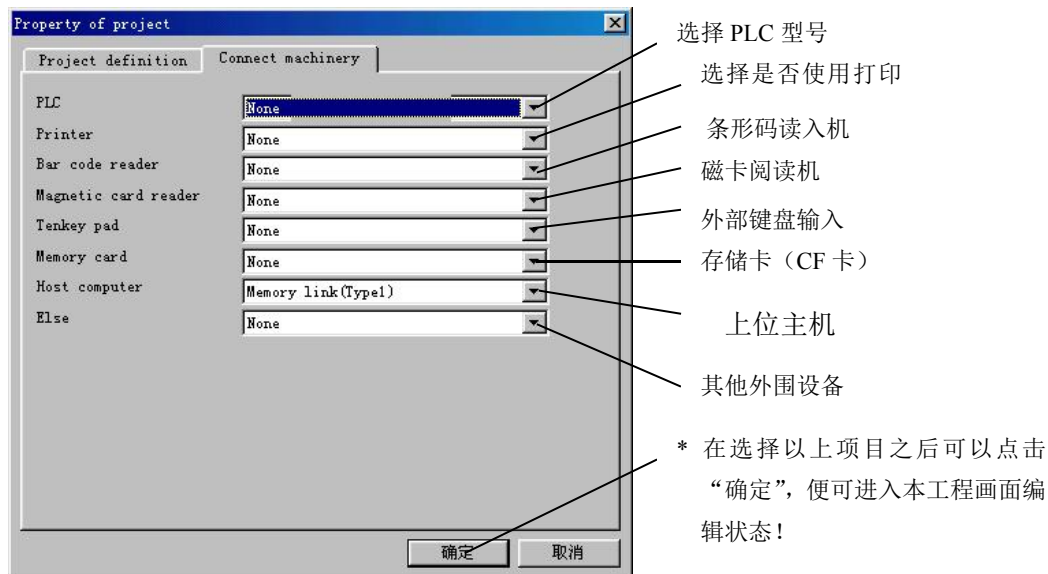 Property of project
Project definition
Connect machinery
PLC
None
Printer
None
Bar code reader
None
Magnetic card reader
None
Tenkey pad
None
Memory card
None
Host computer
Memory link(Type1)
Else
None
确定
取消
选择 PLC 型号
选择是否使用打印
条形码读入机
磁卡阅读机
外部键盘输入
存储卡（CF 卡）
上位主机
其他外围设备
* 在选择以上项目之后可以点击
“确定”，便可进入本工程画面编
辑状态！